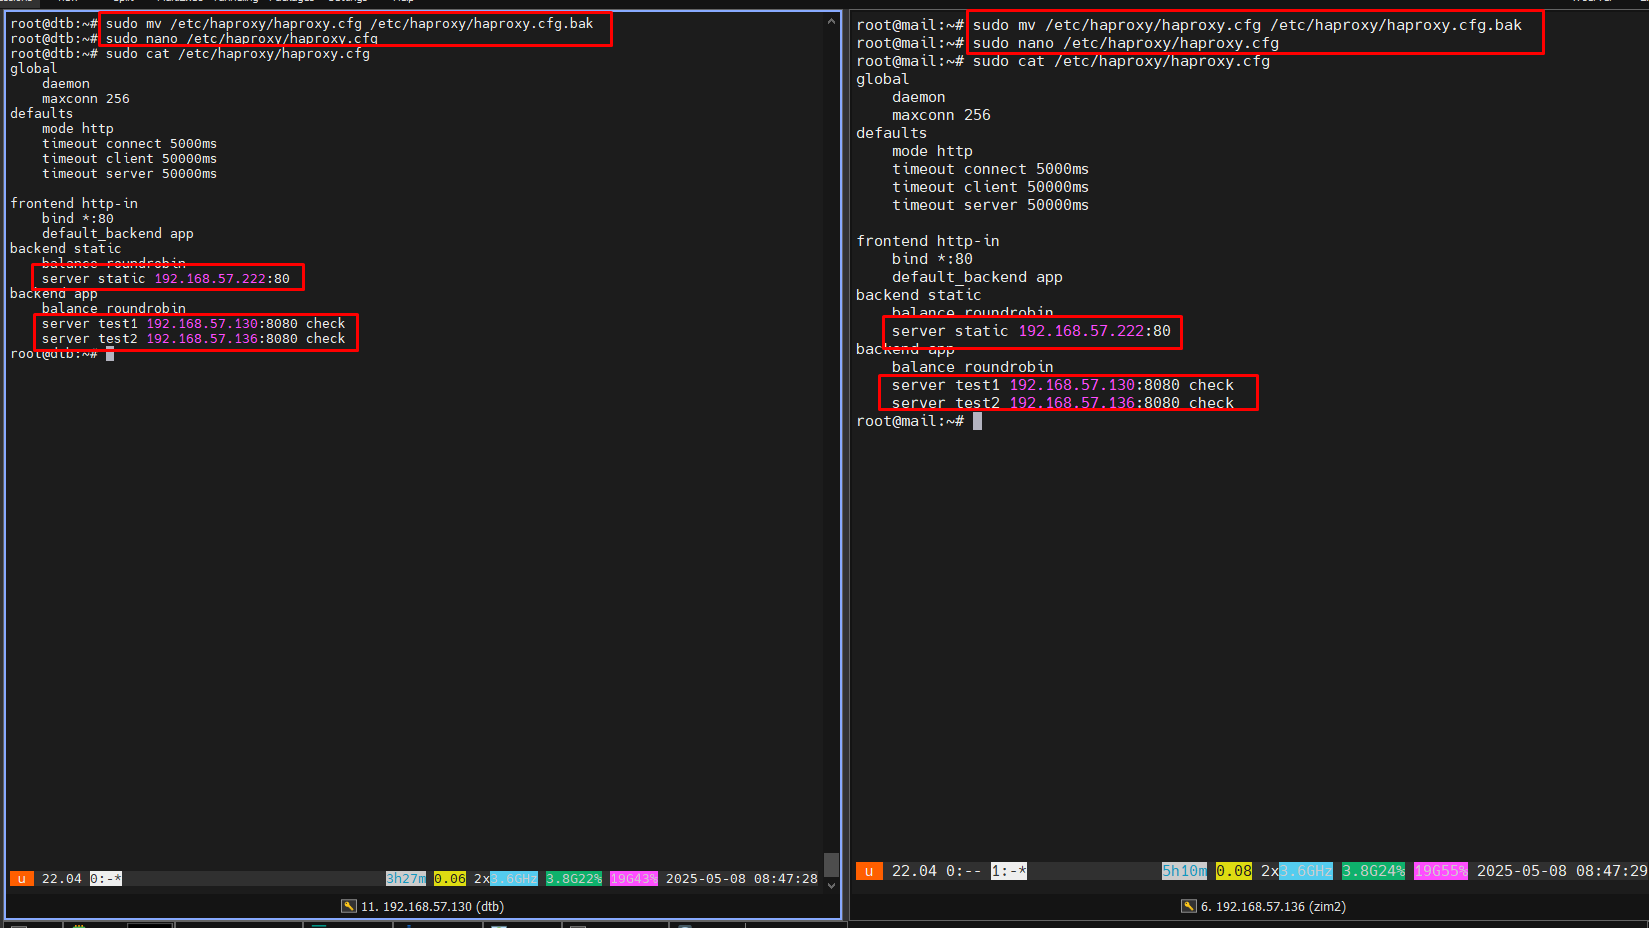 root@dtb:~# sudo mv /etc/haproxy/haproxy.cfg /etc/haproxy/haproxy.cfg.bak
root@dtb:~# sudo nano /etc/haproxy/haproxy.cfg
root@dtb:~# sudo cat /etc/haproxy/haproxy.cfg
global
    daemon
    maxconn 256
defaults
    mode http
    timeout connect 5000ms
    timeout client 50000ms
    timeout server 50000ms

frontend http-in
    bind *:80
    default_backend app
backend static
    balance roundrobin
    server static 192.168.57.222:80
backend app
    balance roundrobin
    server test1 192.168.57.130:8080 check
    server test2 192.168.57.136:8080 check
root@dtb:~#
u 22.04 0:-* 3h27m 0.06 2x3.6GHz 3.8G22% 19G43% 2025-05-08 08:47:28
11. 192.168.57.130 (dtb)
root@mail:~# sudo mv /etc/haproxy/haproxy.cfg /etc/haproxy/haproxy.cfg.bak
root@mail:~# sudo nano /etc/haproxy/haproxy.cfg
root@mail:~# sudo cat /etc/haproxy/haproxy.cfg
global
    daemon
    maxconn 256
defaults
    mode http
    timeout connect 5000ms
    timeout client 50000ms
    timeout server 50000ms

frontend http-in
    bind *:80
    default_backend app
backend static
    balance roundrobin
    server static 192.168.57.222:80
backend app
    balance roundrobin
    server test1 192.168.57.130:8080 check
    server test2 192.168.57.136:8080 check
root@mail:~#
u 22.04 0:-- 1:-* 5h10m 0.08 2x3.6GHz 3.8G24% 19G55% 2025-05-08 08:47:29
6. 192.168.57.136 (zim2)